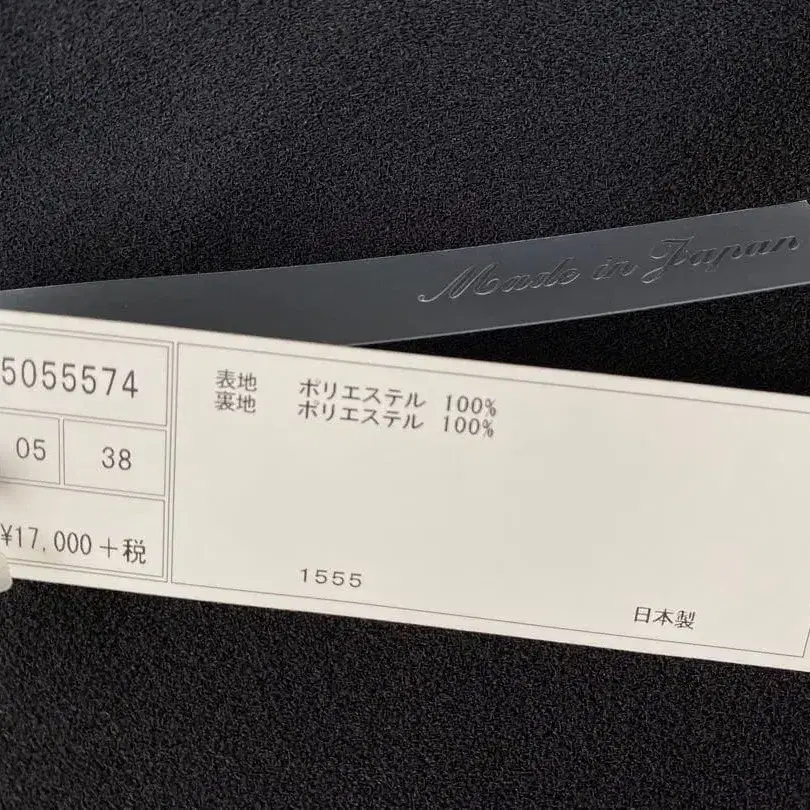 Made in Japan
5055574
05 38
¥17,000+税
表地 ポリエステル 100%
裏地 ポリエステル 100%
1555
日本製